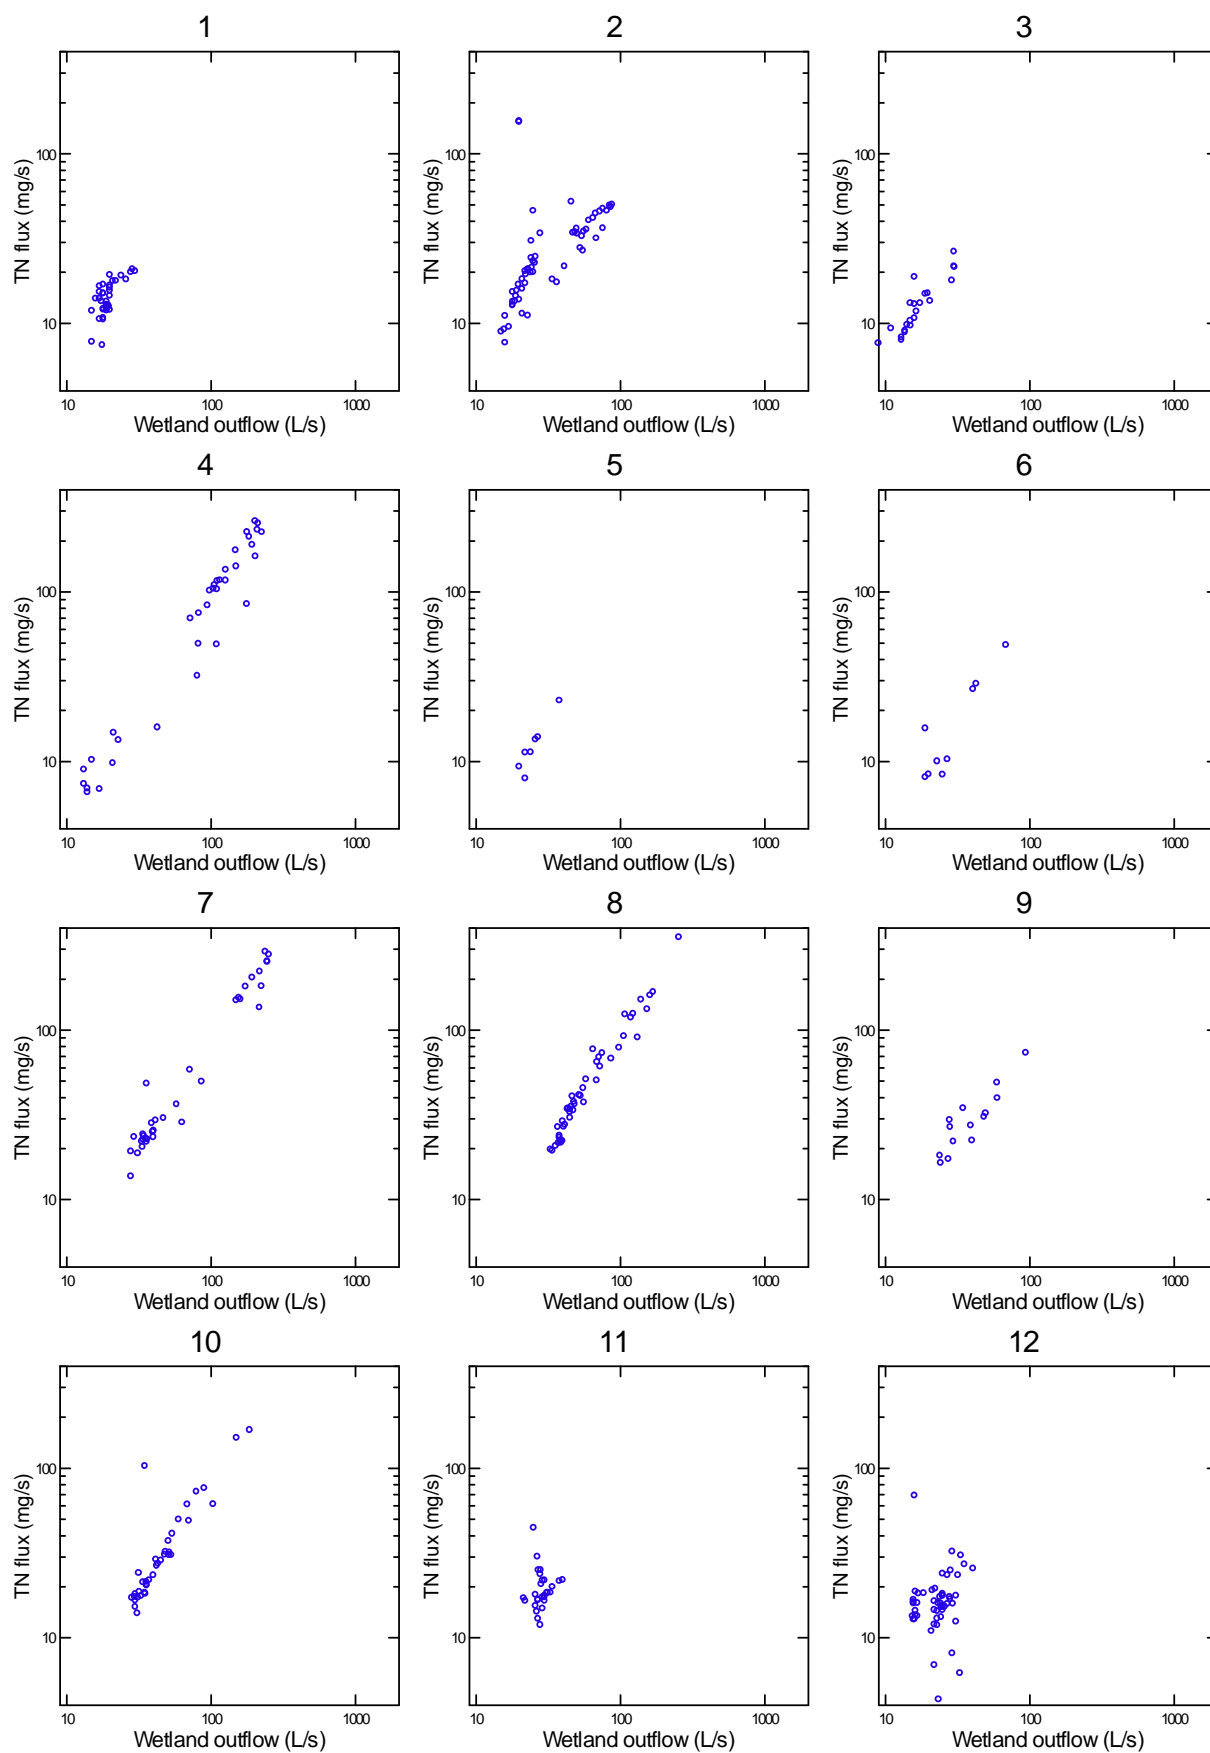 1 2 3
TN flux (mg/s) 100 10
TN flux (mg/s) 100 10
TN flux (mg/s) 100 10
10 100 1000 10 100 1000 10 100 1000
Wetland outflow (L/s) Wetland outflow (L/s) Wetland outflow (L/s)
4 5 6
TN flux (mg/s) 100 10
TN flux (mg/s) 100 10
TN flux (mg/s) 100 10
10 100 1000 10 100 1000 10 100 1000
Wetland outflow (L/s) Wetland outflow (L/s) Wetland outflow (L/s)
7 8 9
TN flux (mg/s) 100 10
TN flux (mg/s) 100 10
TN flux (mg/s) 100 10
10 100 1000 10 100 1000 10 100 1000
Wetland outflow (L/s) Wetland outflow (L/s) Wetland outflow (L/s)
10 11 12
TN flux (mg/s) 100 10
TN flux (mg/s) 100 10
TN flux (mg/s) 100 10
10 100 1000 10 100 1000 10 100 1000
Wetland outflow (L/s) Wetland outflow (L/s) Wetland outflow (L/s)